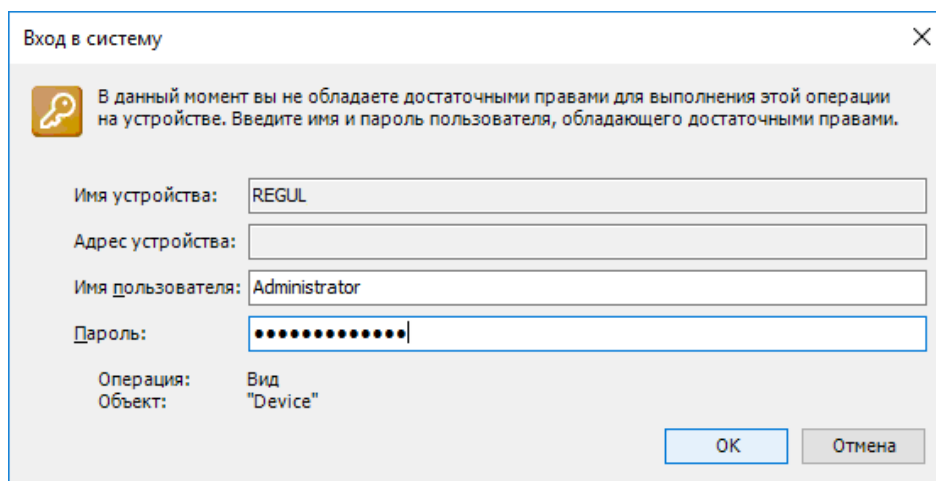 Вход в систему
В данный момент вы не обладаете достаточными правами для выполнения этой операции
на устройстве. Введите имя и пароль пользователя, обладающего достаточными правами.
Имя устройства: REGUL
Адрес устройства:
Имя пользователя: Administrator
Пароль: ●●●●●●●●●●●●●
Операция: Вид
Объект: "Device"
OK Отмена